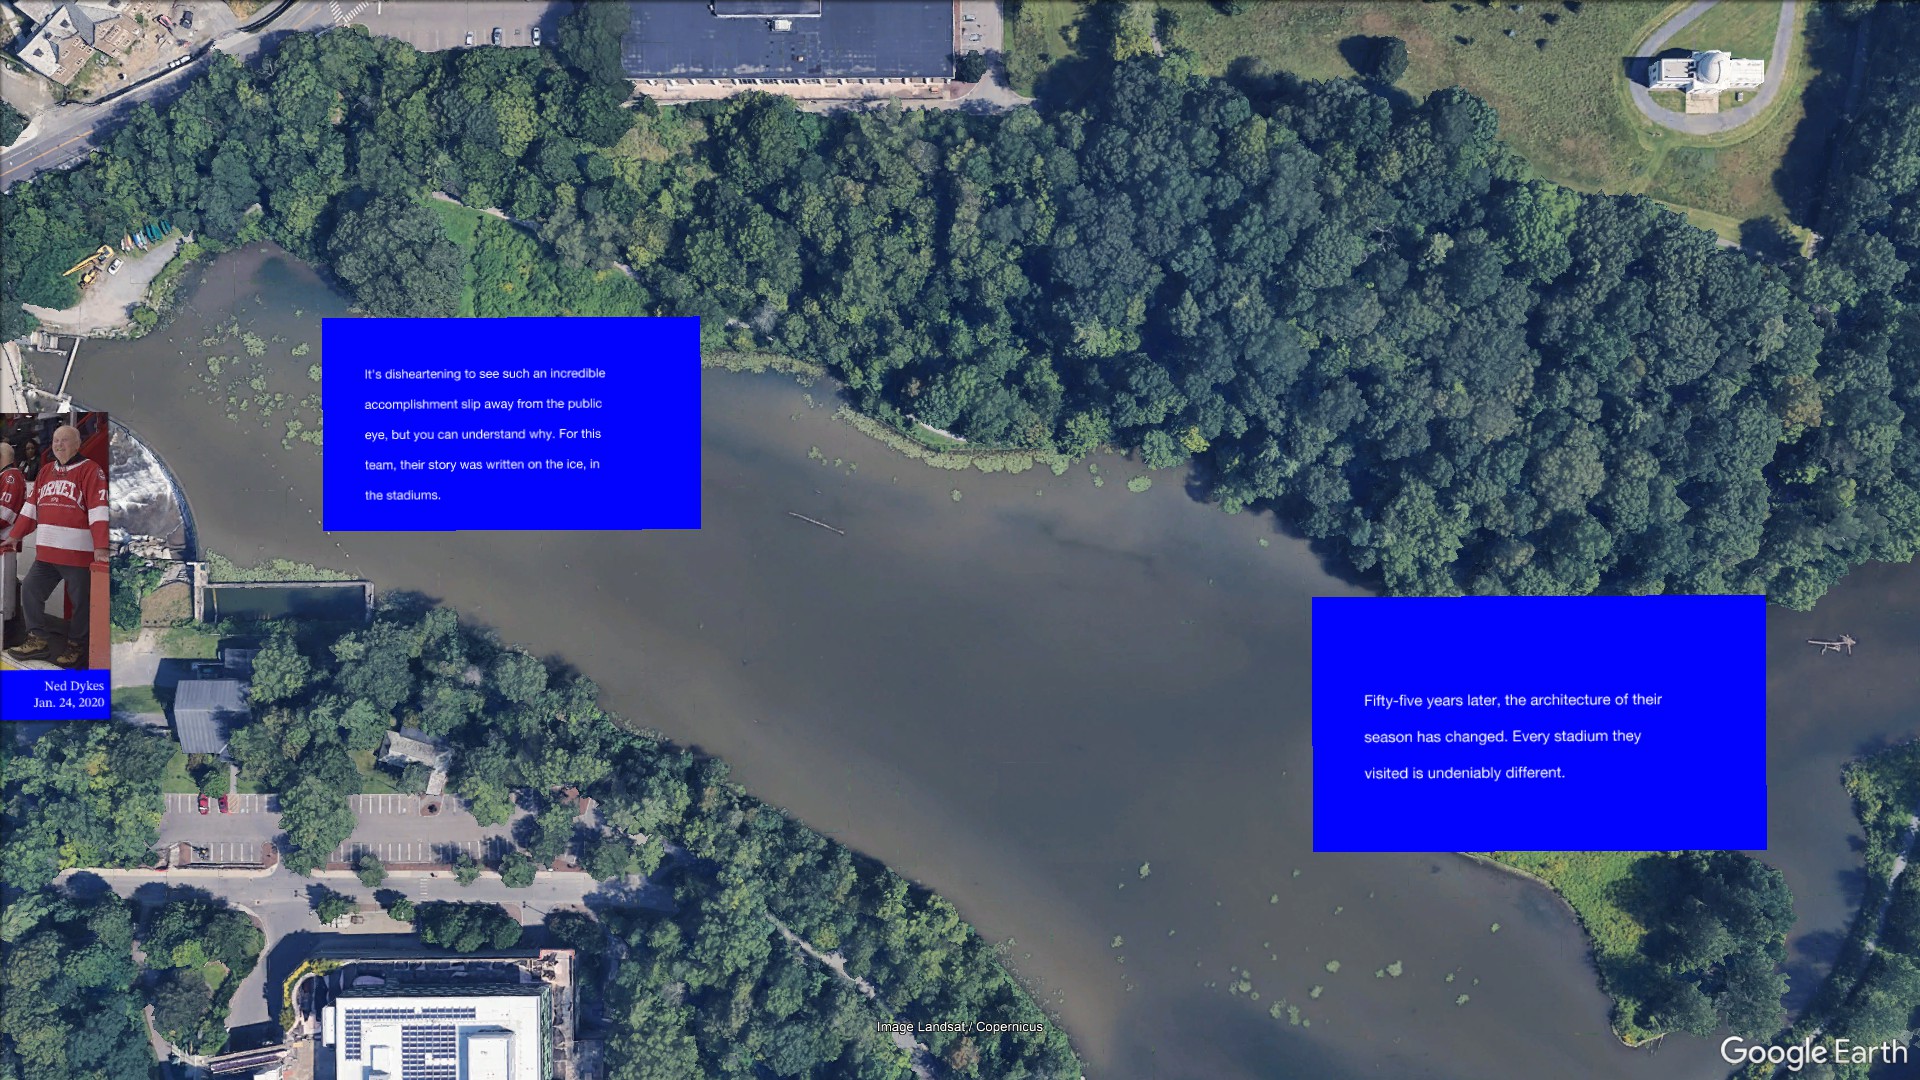 It's disheartening to see such an incredible
accomplishment slip away from the public
eye, but you can understand why. For this
team, their story was written on the ice, in
the stadiums.
CORNELL
10
7
Ned Dykes
Jan. 24, 2020
Fifty-five years later, the architecture of their
season has changed. Every stadium they
visited is undeniably different.
Image Landsat / Copernicus
Google Earth